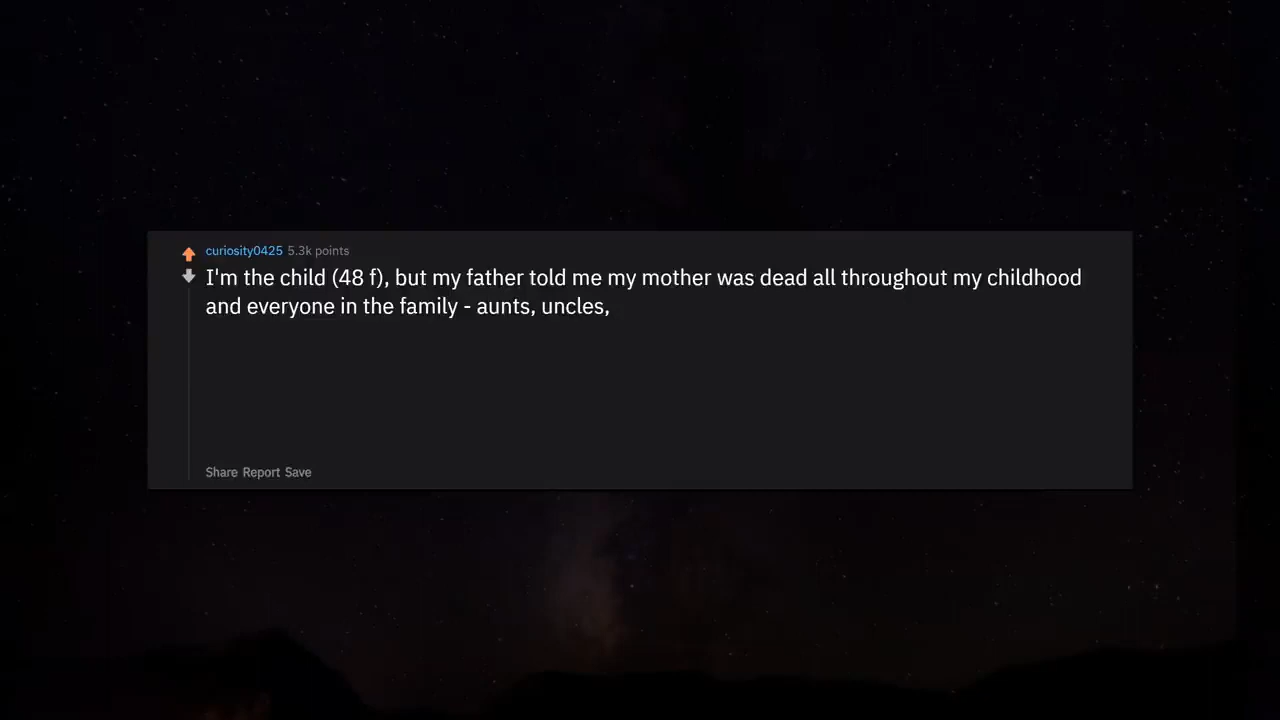 curiosity0425 5.3k points
I'm the child (48 f), but my father told me my mother was dead all throughout my childhood
and everyone in the family - aunts, uncles,
Share Report Save